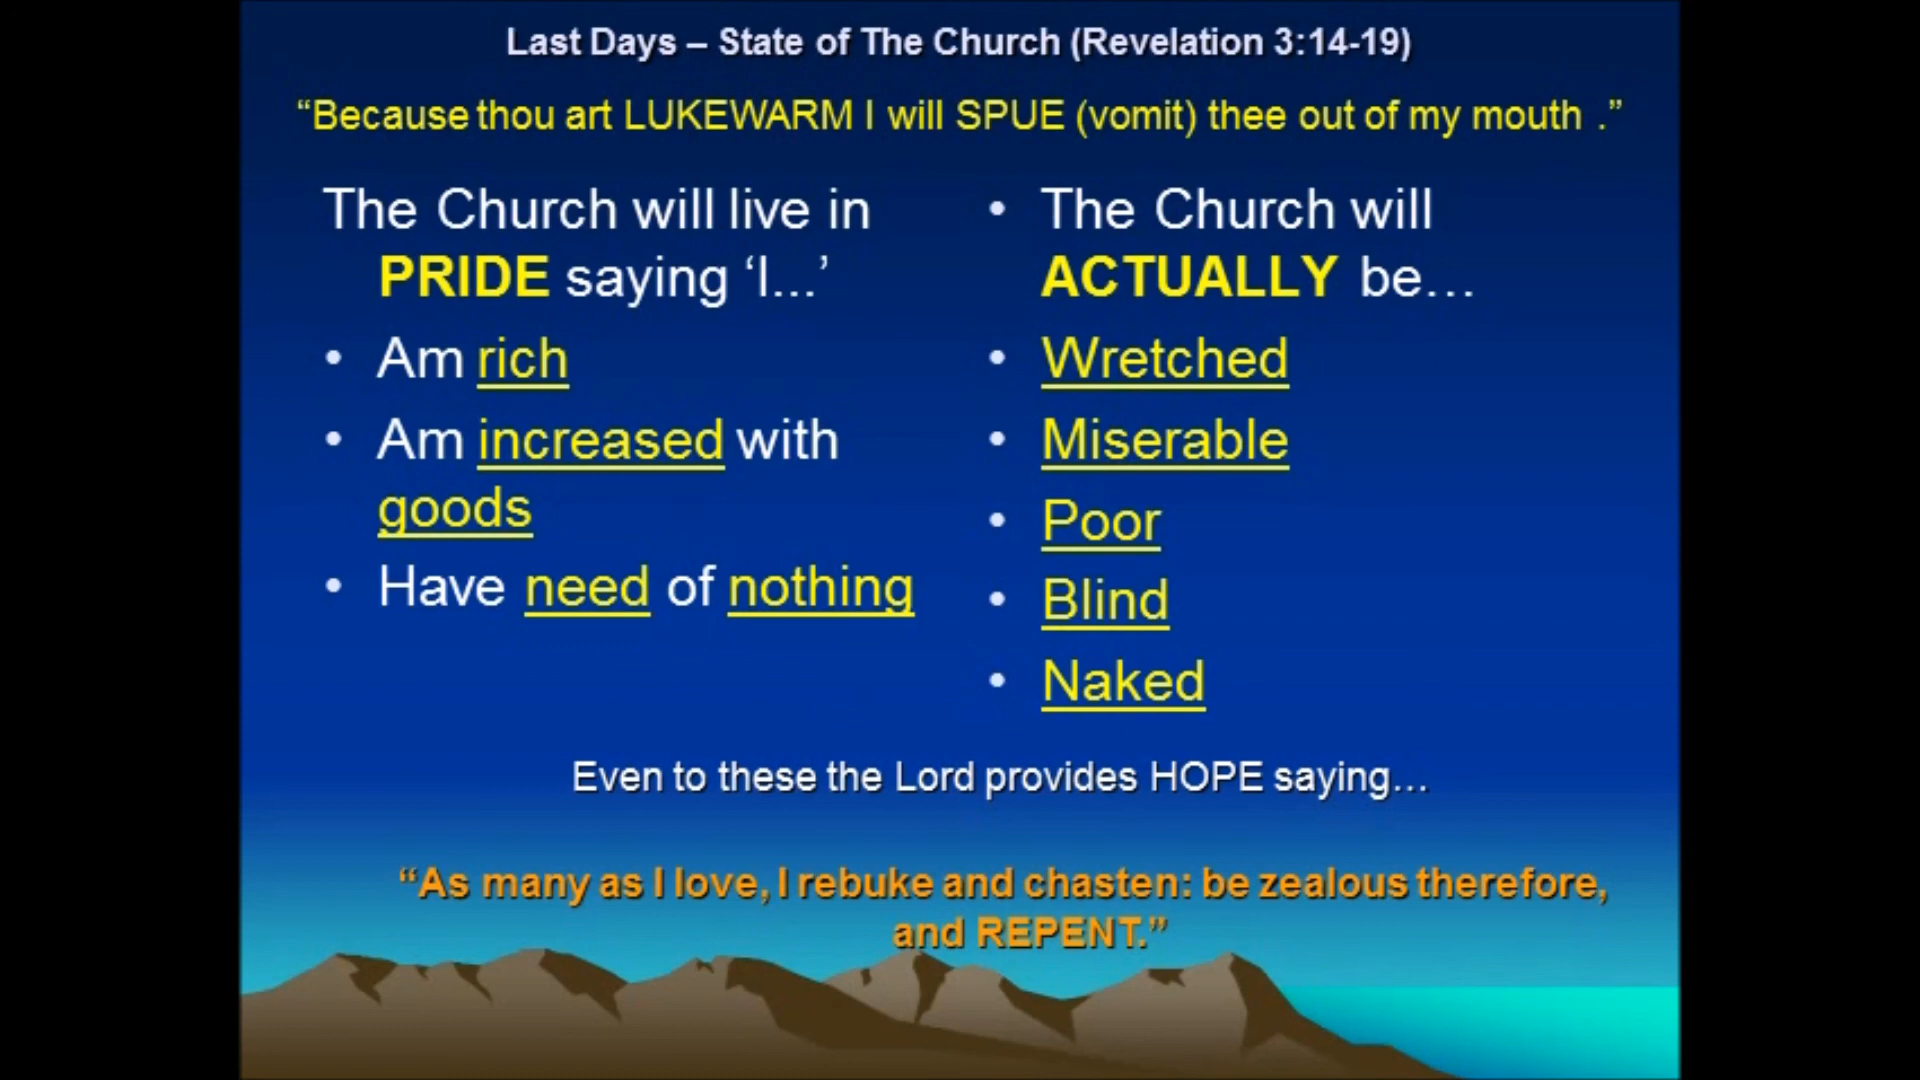 Last Days – State of The Church (Revelation 3:14-19)
“Because thou art LUKEWARM I will SPUE (vomit) thee out of my mouth .”
The Church will live in
PRIDE saying ‘I...’
• Am rich
• Am increased with
goods
• Have need of nothing
• The Church will
ACTUALLY be…
• Wretched
• Miserable
• Poor
• Blind
• Naked
Even to these the Lord provides HOPE saying…
“As many as I love, I rebuke and chasten: be zealous therefore,
and REPENT.”